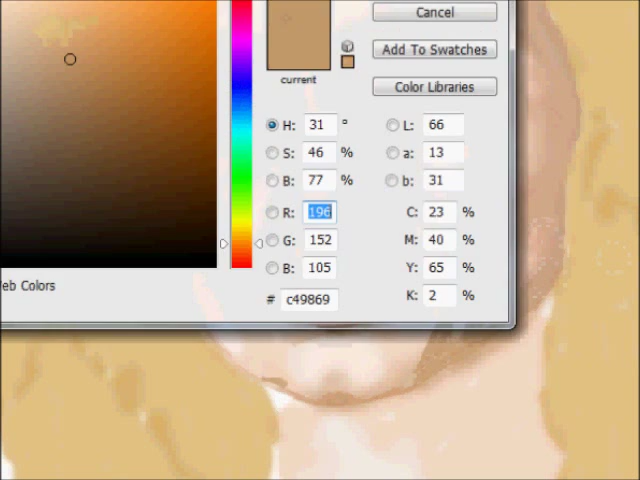 Cancel
Add To Swatches
current
Color Libraries
H: 31 ° L: 66
S: 46 % a: 13
B: 77 % b: 31
R: 196 C: 23 %
G: 152 M: 40 %
B: 105 Y: 65 %
eb Colors
# c49869 K: 2 %